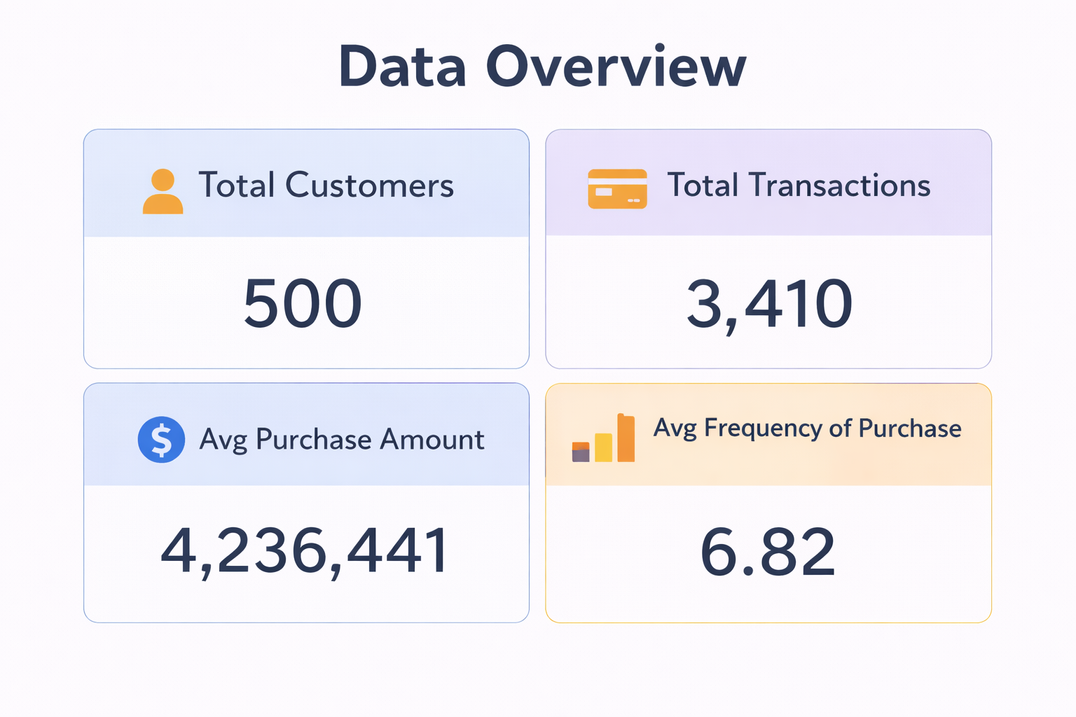 Data Overview
Total Customers
500
Total Transactions
3,410
$
Avg Purchase Amount
4,236,441
Avg Frequency of Purchase
6.82